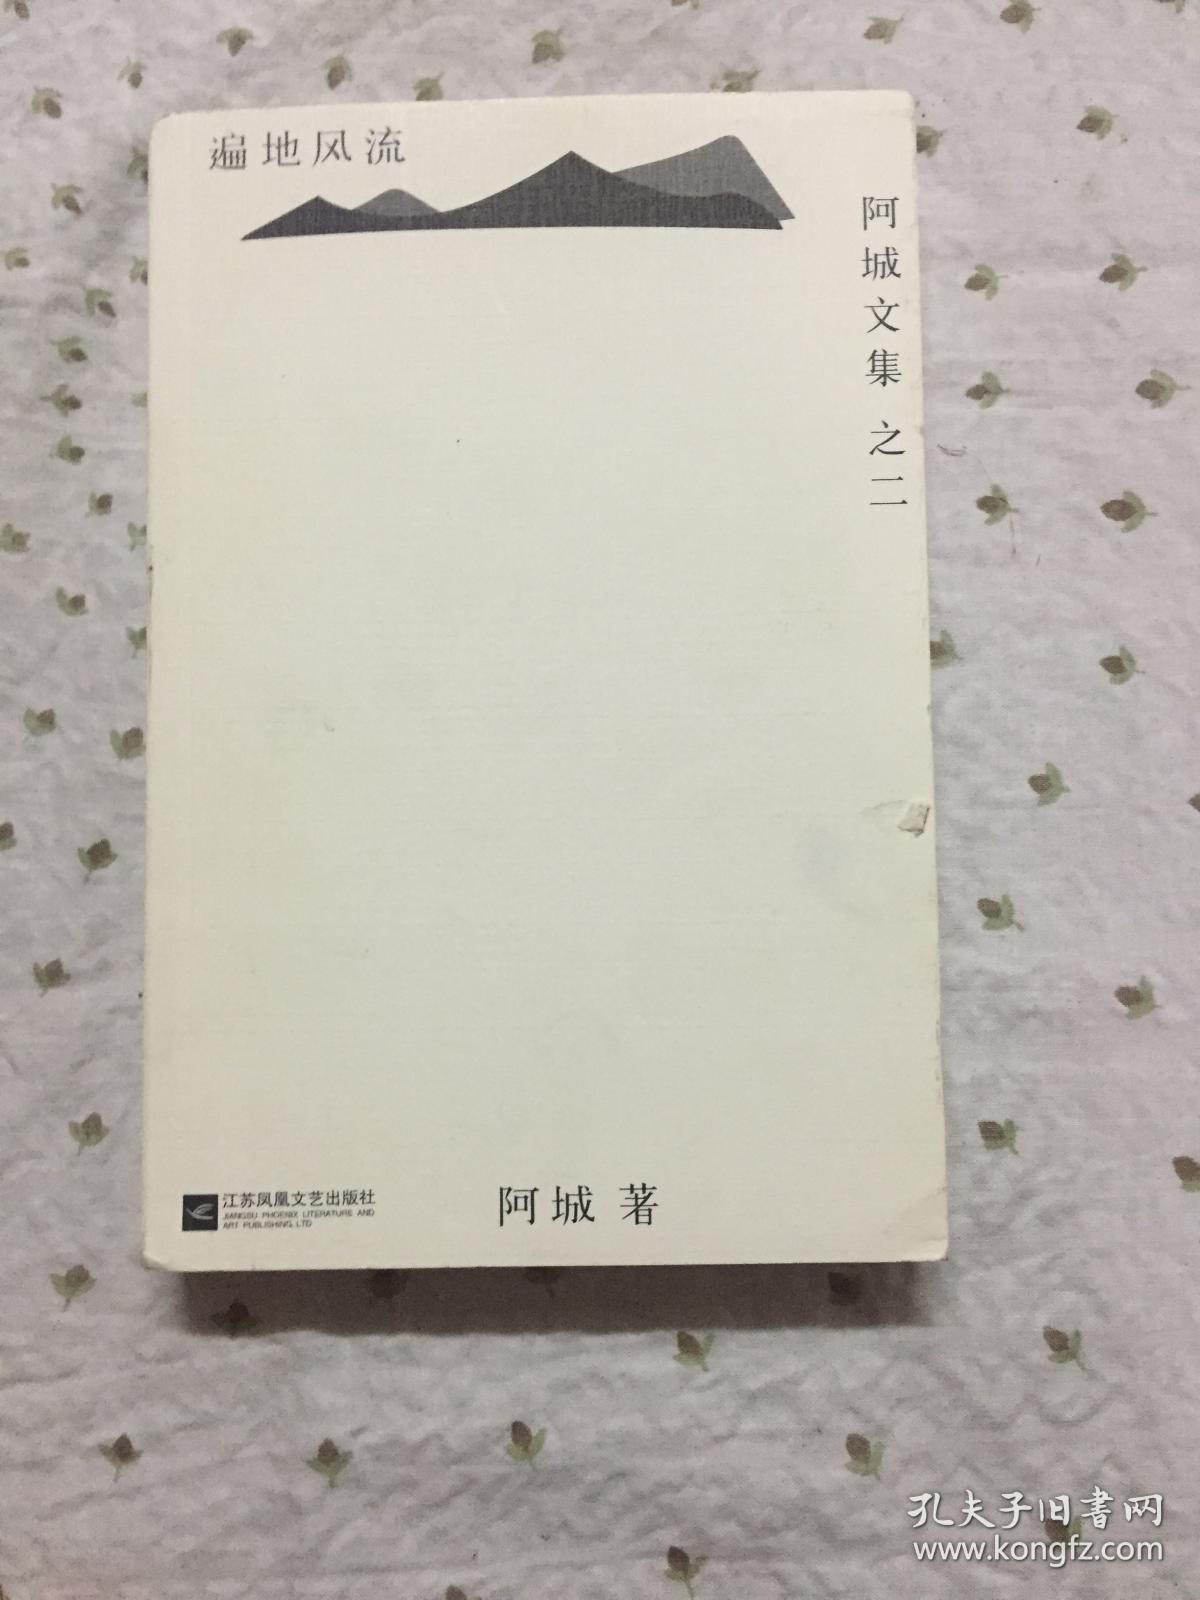 遍地风流
阿城文集 之二
江苏凤凰文艺出版社
JIANGSU PHOENIX LITERATURE AND
ART PUBLISHING, LTD
阿城 著
孔夫子旧书网
www.kongfz.com